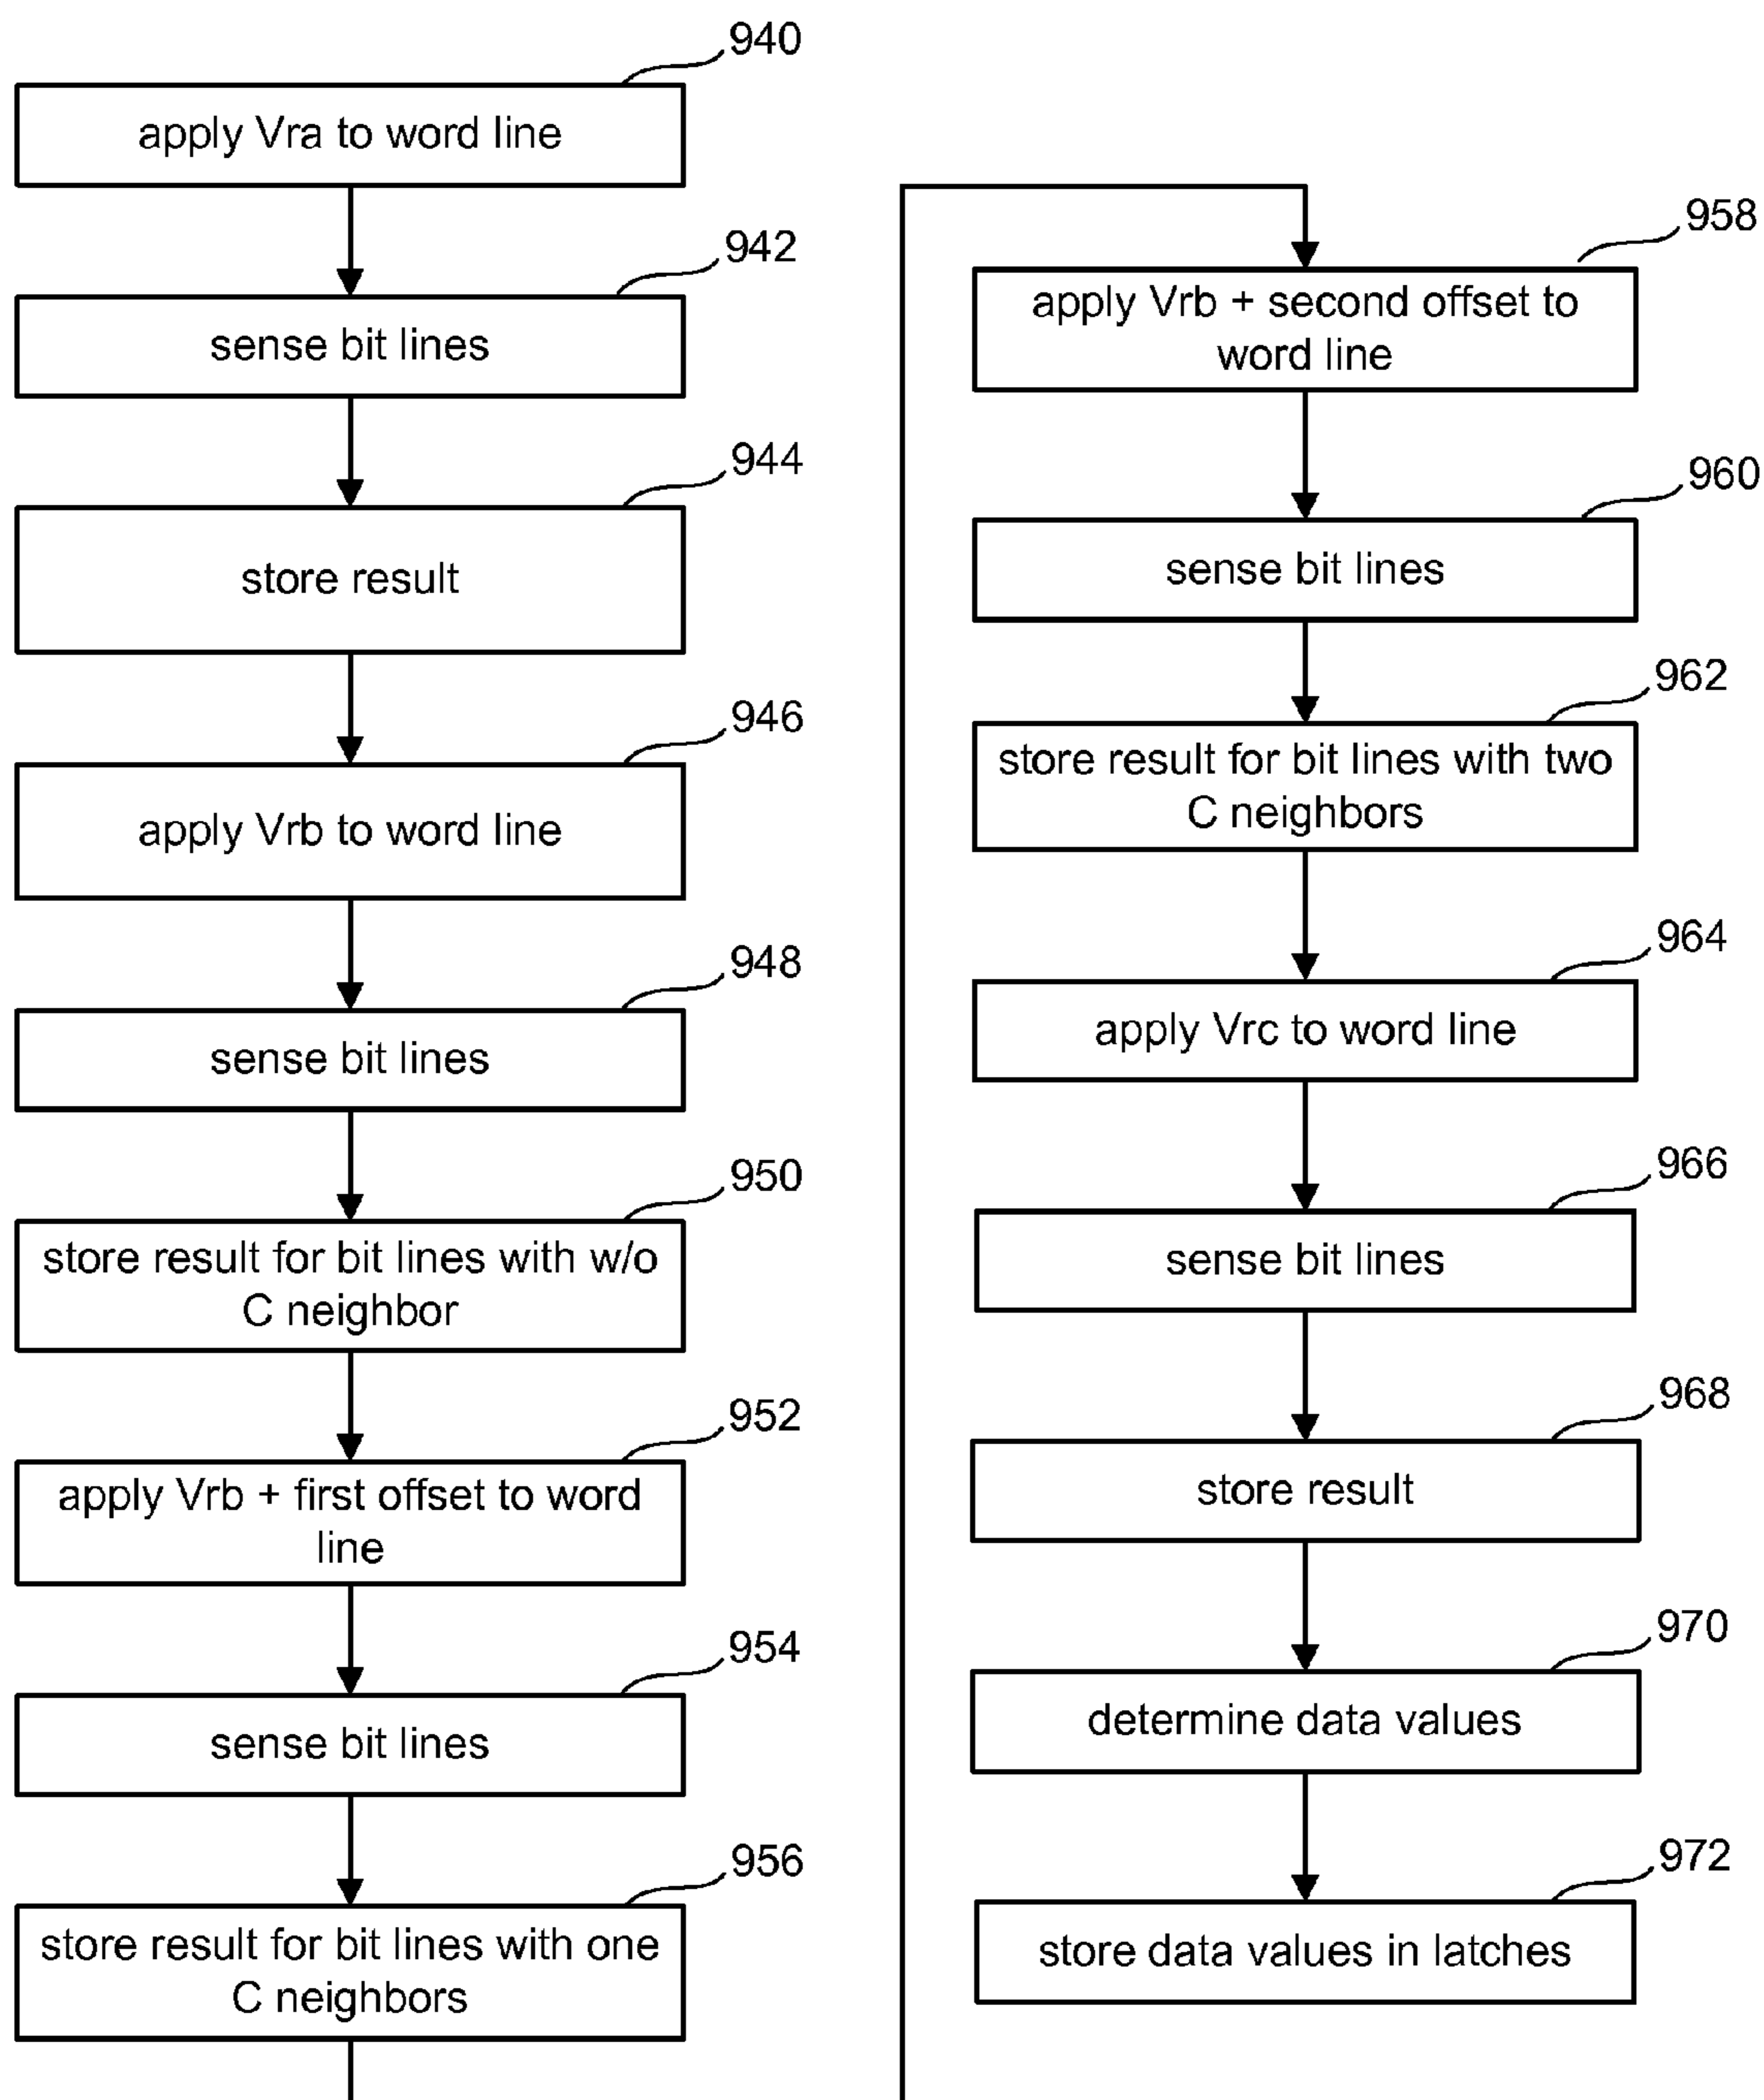 940
apply Vra to word line
942
sense bit lines
944
store result
946
apply Vrb to word line
948
sense bit lines
950
store result for bit lines with w/o
C neighbor
952
apply Vrb + first offset to word
line
954
sense bit lines
956
store result for bit lines with one
C neighbors
958
apply Vrb + second offset to
word line
960
sense bit lines
962
store result for bit lines with two
C neighbors
964
apply Vrc to word line
966
sense bit lines
968
store result
970
determine data values
972
store data values in latches